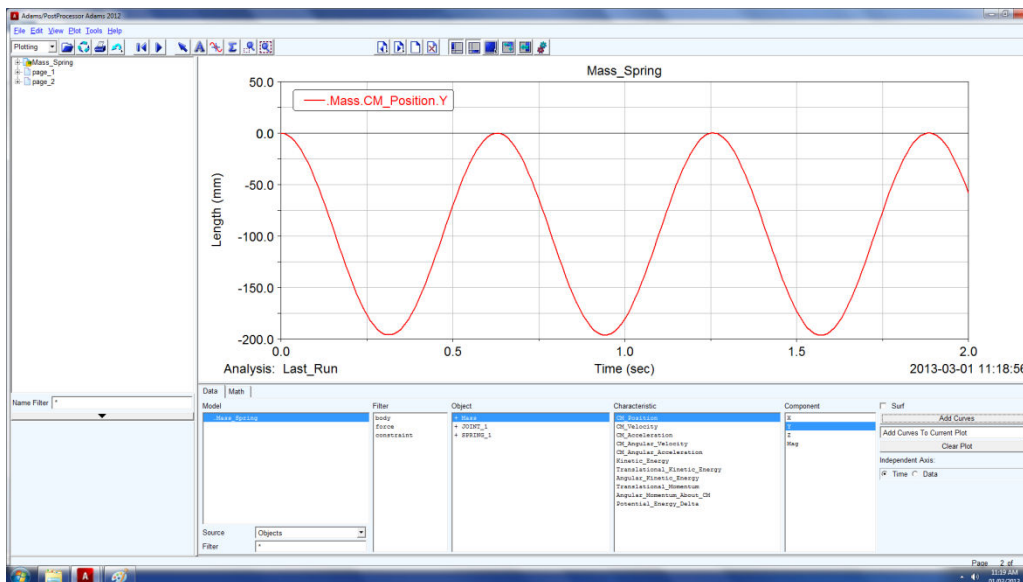 Adams/PostProcessor Adams 2012
File Edit View Plot Tools Help
Plotting
Mass_Spring
page_1
page_2
Mass_Spring
.Mass.CM_Position.Y
50.0
0.0
-50.0
-100.0
-150.0
-200.0
Length (mm)
0.0 0.5 1.0 1.5 2.0
Analysis: Last_Run Time (sec) 2013-03-01 11:18:56
Name Filter *
Data Math
Model Filter Object Characteristic Component
.Mass_Spring
body
force
constraint
+ Mass
+ JOINT_1
+ SPRING_1
CM_Position
CM_Velocity
CM_Acceleration
CM_Angular_Velocity
CM_Angular_Acceleration
Kinetic_Energy
Translational_Kinetic_Energy
Angular_Kinetic_Energy
Translational_Momentum
Angular_Momentum_About_CM
Potential_Energy_Delta
X
Y
Z
Mag
Surf
Add Curves
Add Curves To Current Plot
Clear Plot
Independent Axis:
Time Data
Source Objects
Filter *
Page 2 of
11:19 AM